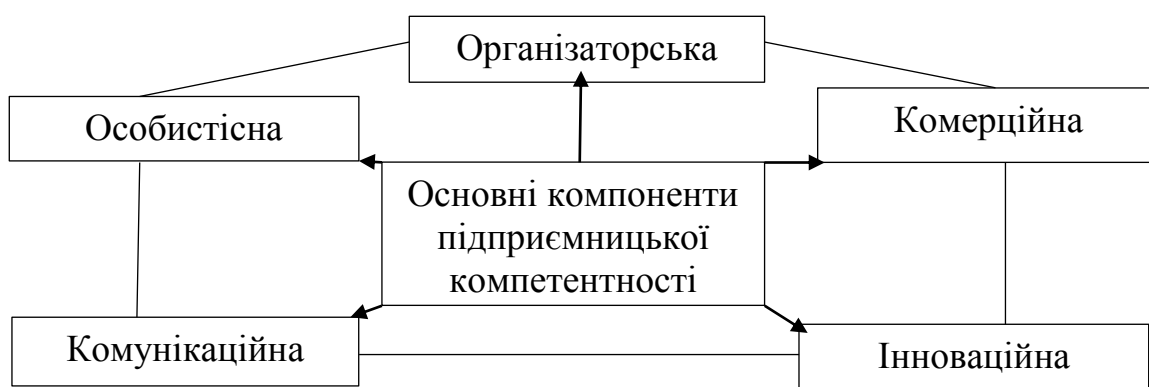 Організаторська
Особистісна
Комерційна
Основні компоненти
підприємницької
компетентності
Комунікаційна
Інноваційна